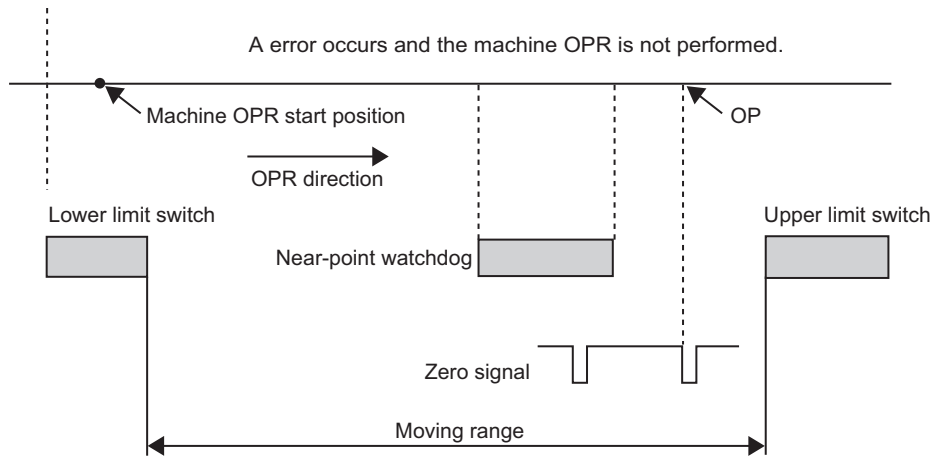 A error occurs and the machine OPR is not performed.
Machine OPR start position
OP
OPR direction
Lower limit switch
Upper limit switch
Near-point watchdog
Zero signal
Moving range